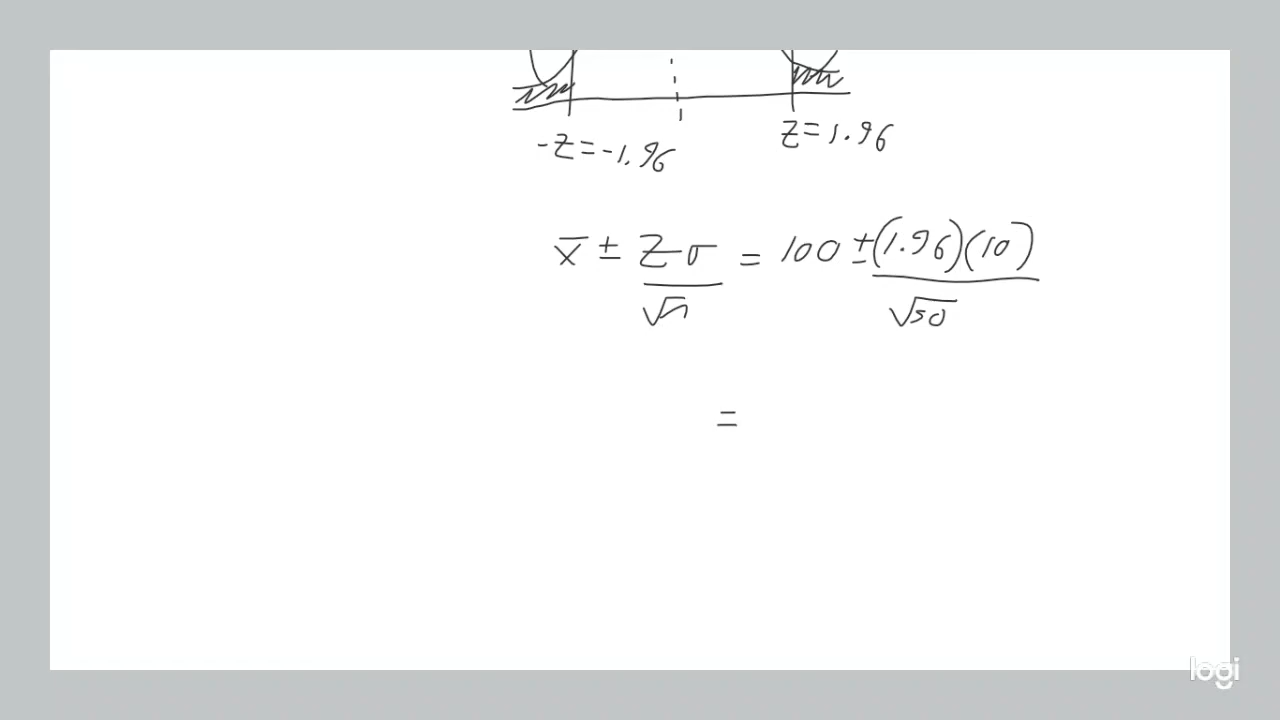 -z = -1.96
z = 1.96
x̄ ± zσ/√n = 100 ± (1.96)(10)/√50
=
logi